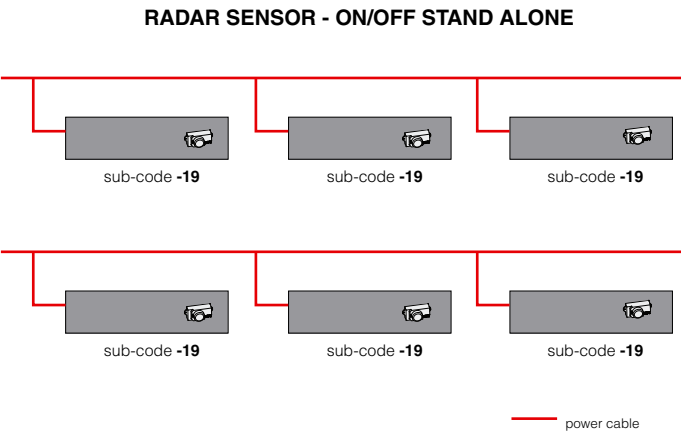 RADAR SENSOR - ON/OFF STAND ALONE
sub-code -19 sub-code -19 sub-code -19
sub-code -19 sub-code -19 sub-code -19
power cable